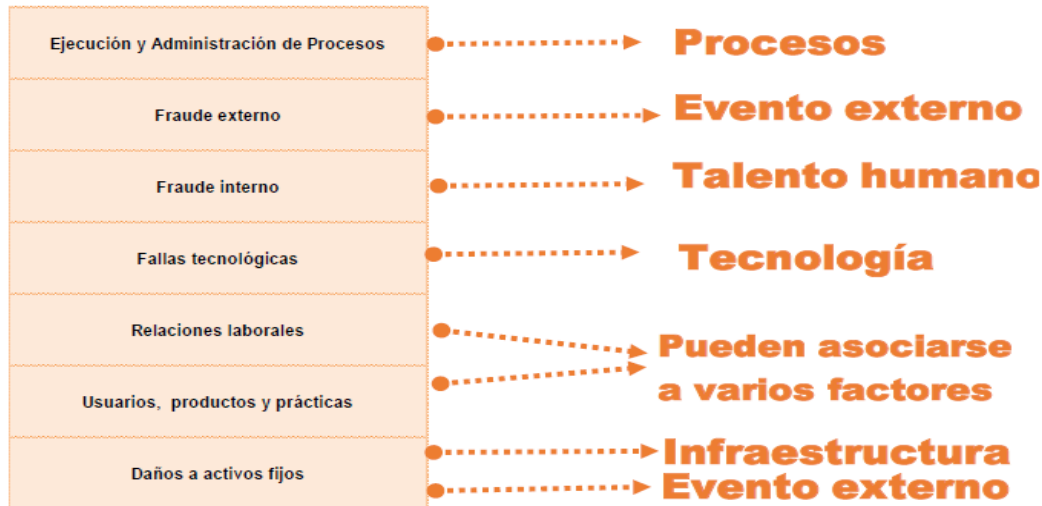 Ejecución y Administración de Procesos
Procesos
Fraude externo
Evento externo
Fraude interno
Talento humano
Fallas tecnológicas
Tecnología
Relaciones laborales
Pueden asociarse
a varios factores
Usuarios, productos y prácticas
Daños a activos fijos
Infraestructura
Evento externo